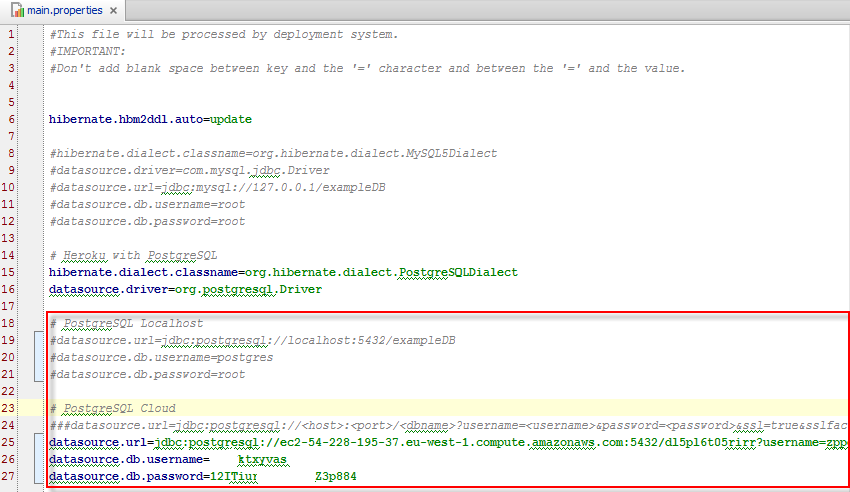 main.properties
1 #This file will be processed by deployment system.
2 #IMPORTANT:
3 #Don't add blank space between key and the '=' character and between the '=' and the value.
4
5
6 hibernate.hbm2ddl.auto=update
7
8 #hibernate.dialect.classname=org.hibernate.dialect.MySQL5Dialect
9 #datasource.driver=com.mysql.jdbc.Driver
10 #datasource.url=jdbc:mysql://127.0.0.1/exampleDB
11 #datasource.db.username=root
12 #datasource.db.password=root
13
14 # Heroku with PostgreSQL
15 hibernate.dialect.classname=org.hibernate.dialect.PostgreSQLDialect
16 datasource.driver=org.postgresql.Driver
17
18 # PostgreSQL Localhost
19 #datasource.url=jdbc:postgresql://localhost:5432/exampleDB
20 #datasource.db.username=postgres
21 #datasource.db.password=root
22
23 # PostgreSQL Cloud
24 ###datasource.url=jdbc:postgresql://<host>:<port>/<dbname>?username=<username>&password=<password>&ssl=true&sslfac
25 datasource.url=jdbc:postgresql://ec2-54-228-195-37.eu-west-1.compute.amazonaws.com:5432/dl5pl6t05rirr?username=zpp
26 datasource.db.username= ktxyvas
27 datasource.db.password=12ITiur Z3p884